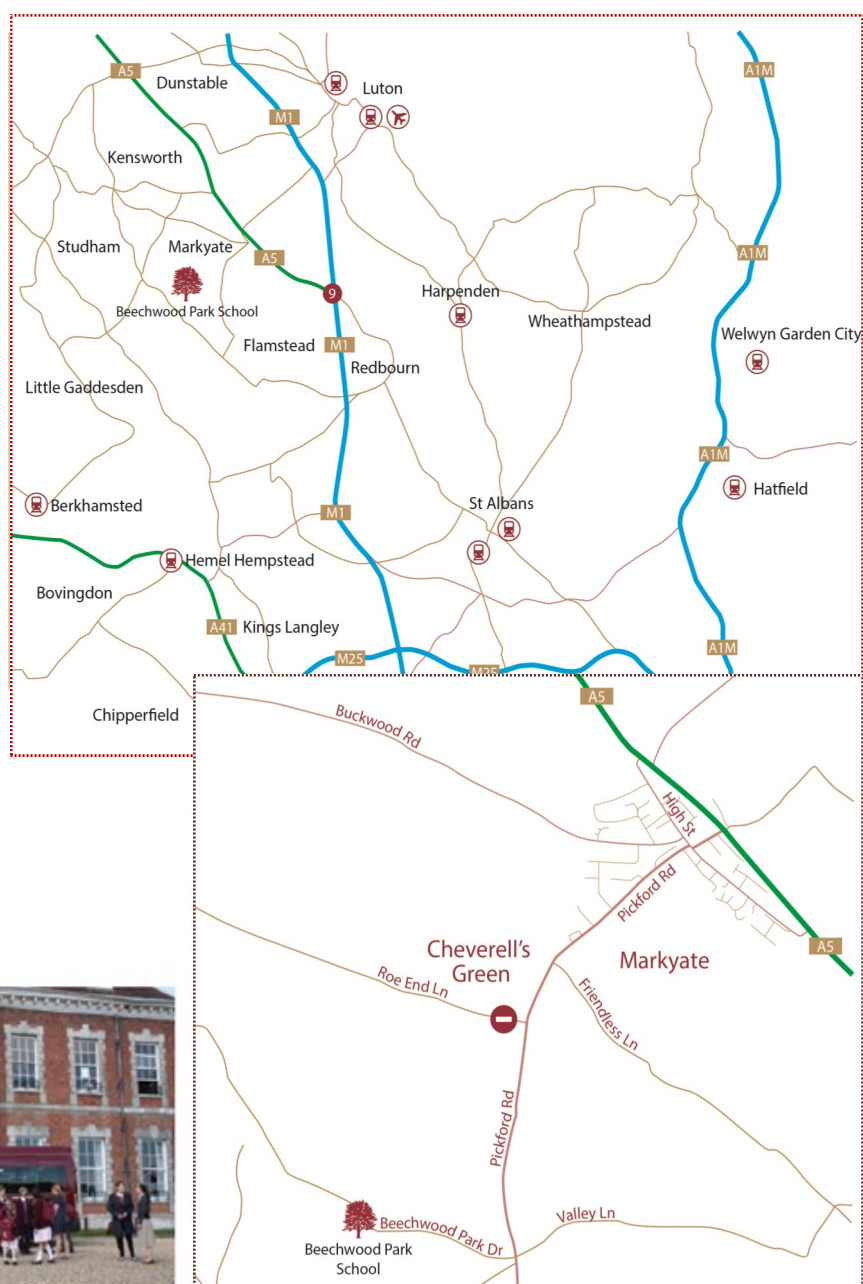 A5
Dunstable
Luton
A1M
M1
Kensworth
Studham
Markyate
A5
A1M
Beechwood Park School
9
Harpenden
Wheathampstead
Flamstead
M1
Redbourn
Welwyn Garden City
Little Gaddesden
A1M
Berkhamsted
St Albans
Hatfield
M1
Hemel Hempstead
Bovingdon
A41
Kings Langley
A1M
M25
M25
Chipperfield
A5
Buckwood Rd
High St
Pickford Rd
Cheverell's
Green
Markyate
A5
Roe End Ln
Friendless Ln
Pickford Rd
Valley Ln
Beechwood Park Dr
Beechwood Park
School